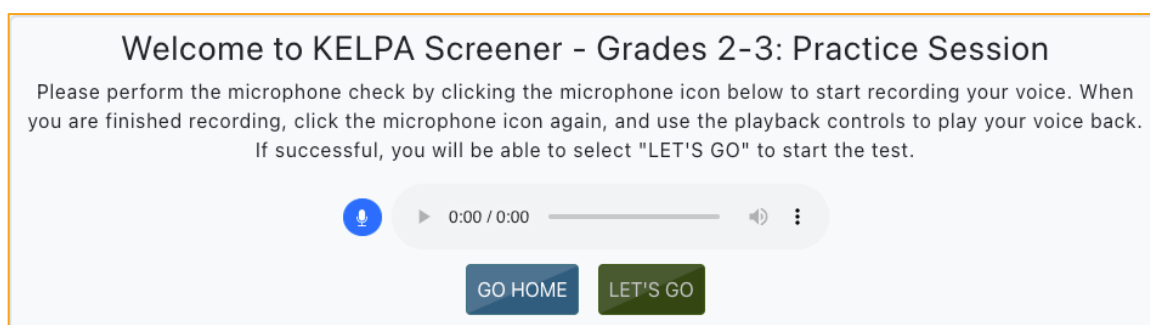 Welcome to KELPA Screener - Grades 2-3: Practice Session
Please perform the microphone check by clicking the microphone icon below to start recording your voice. When
you are finished recording, click the microphone icon again, and use the playback controls to play your voice back.
If successful, you will be able to select "LET'S GO" to start the test.
0:00 / 0:00
GO HOME LET'S GO